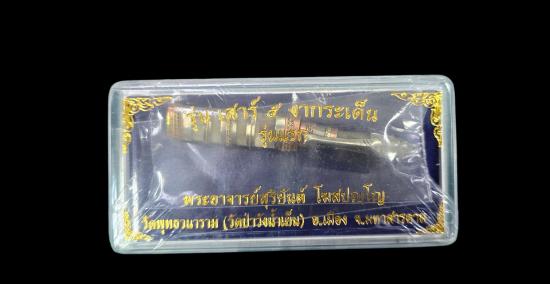 รุ่น เสาร์ ๕ งากระเด็น
รุ่นแรก
พระอาจารย์สุริยันต์ โฆสปญฺโญ
วัดพุทธวนาราม (วัดป่าวังน้ำเย็น) อ.เมือง จ.มหาสารคาม